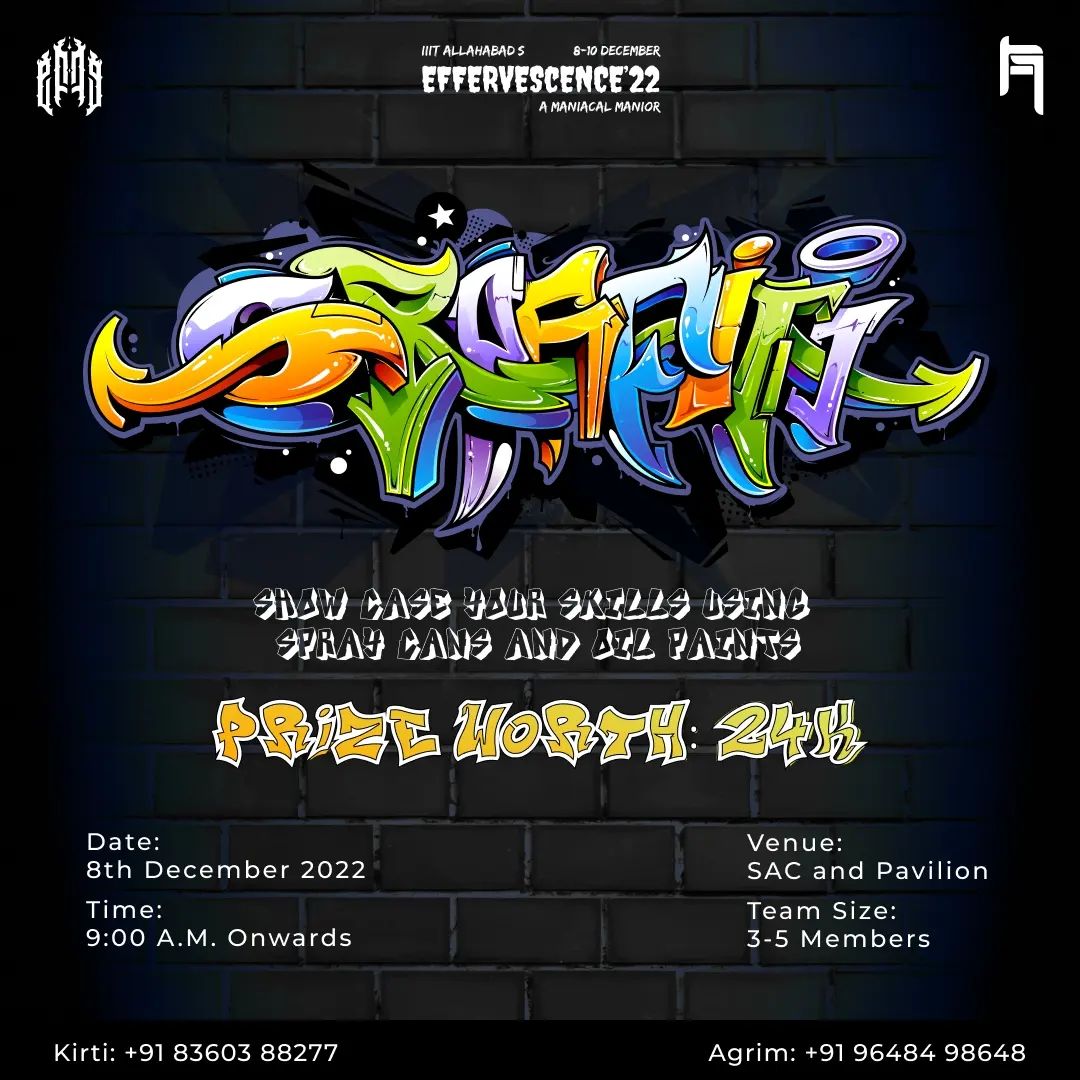 IIIT ALLAHABAD S 8-10 DECEMBER
EFFERVESCENCE'22
A MANIACAL MANIOR
GRAFFITI
SHOW CASE YOUR SKILLS USING
SPRAY CANS AND OIL PAINTS
PRIZE WORTH: 24K
Date:
8th December 2022
Time:
9:00 A.M. Onwards
Venue:
SAC and Pavilion
Team Size:
3-5 Members
Kirti: +91 83603 88277
Agrim: +91 96484 98648